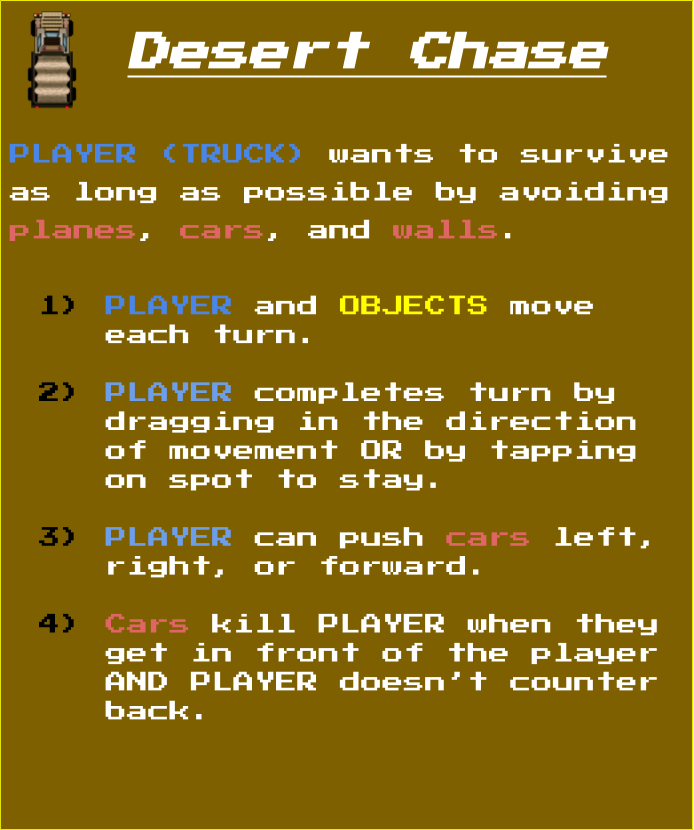 Desert Chase
PLAYER (TRUCK) wants to survive
as long as possible by avoiding
planes, cars, and walls.
1) PLAYER and OBJECTS move
each turn.
2) PLAYER completes turn by
dragging in the direction
of movement OR by tapping
on spot to stay.
3) PLAYER can push cars left,
right, or forward.
4) Cars kill PLAYER when they
get in front of the player
AND PLAYER doesn't counter
back.